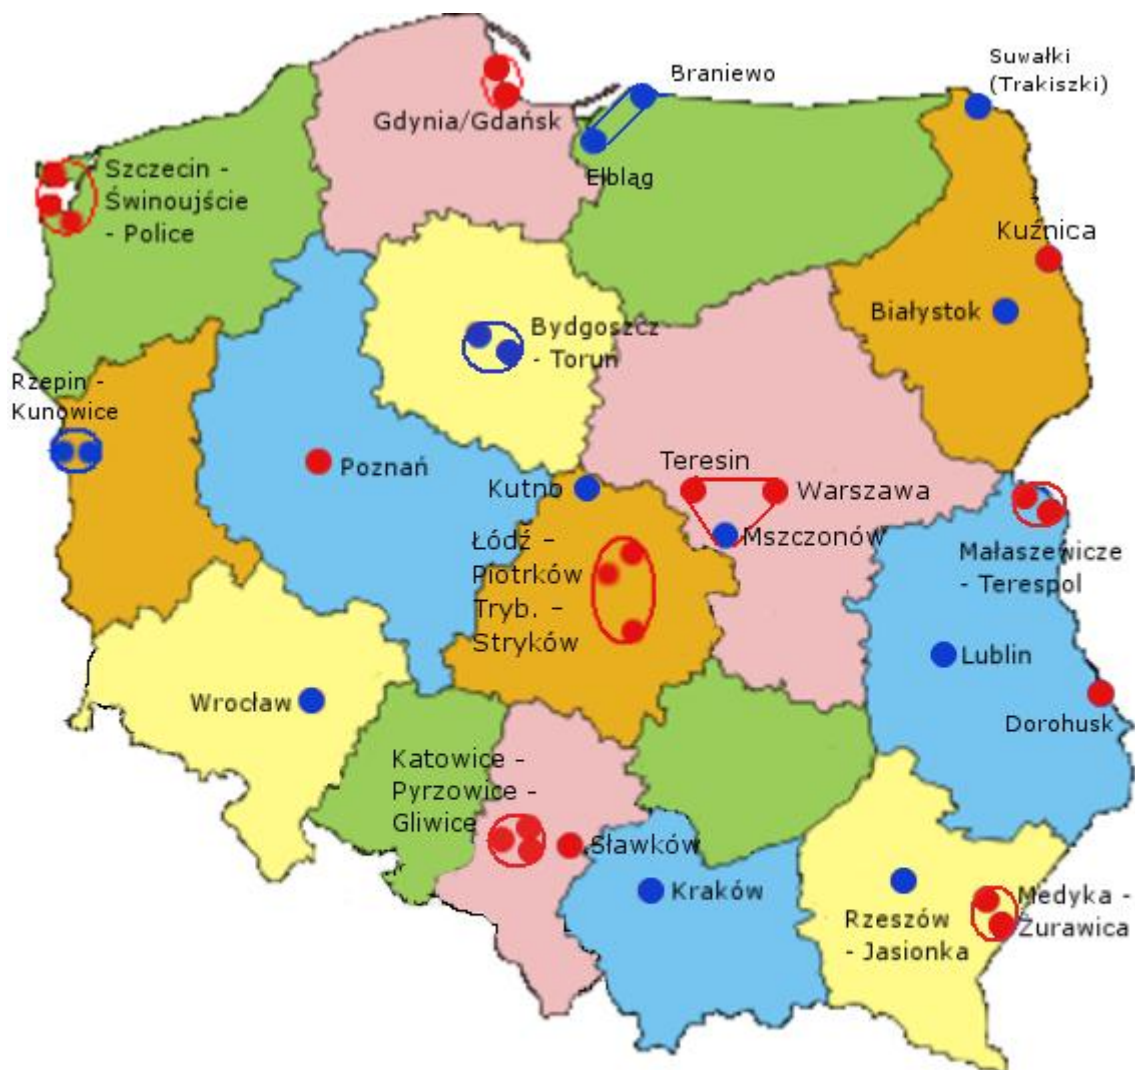 Suwałki
(Trakiszki)
Braniewo
Gdynia/Gdańsk
Szczecin -
Świnoujście
- Police
Elbląg
Kuźnica
Białystok
Bydgoszcz
- Torun
Rzepin -
Kunowice
Poznań
Teresin
Kutno
Warszawa
Mszczonów
Łódź –
Piotrków
Tryb. –
Stryków
Małaszewicze
- Terespol
Lublin
Wrocław
Dorohusk
Katowice -
Pyrzowice -
Gliwice
Sławków
Kraków
Rzeszów
- Jasionka
Medyka -
Żurawica